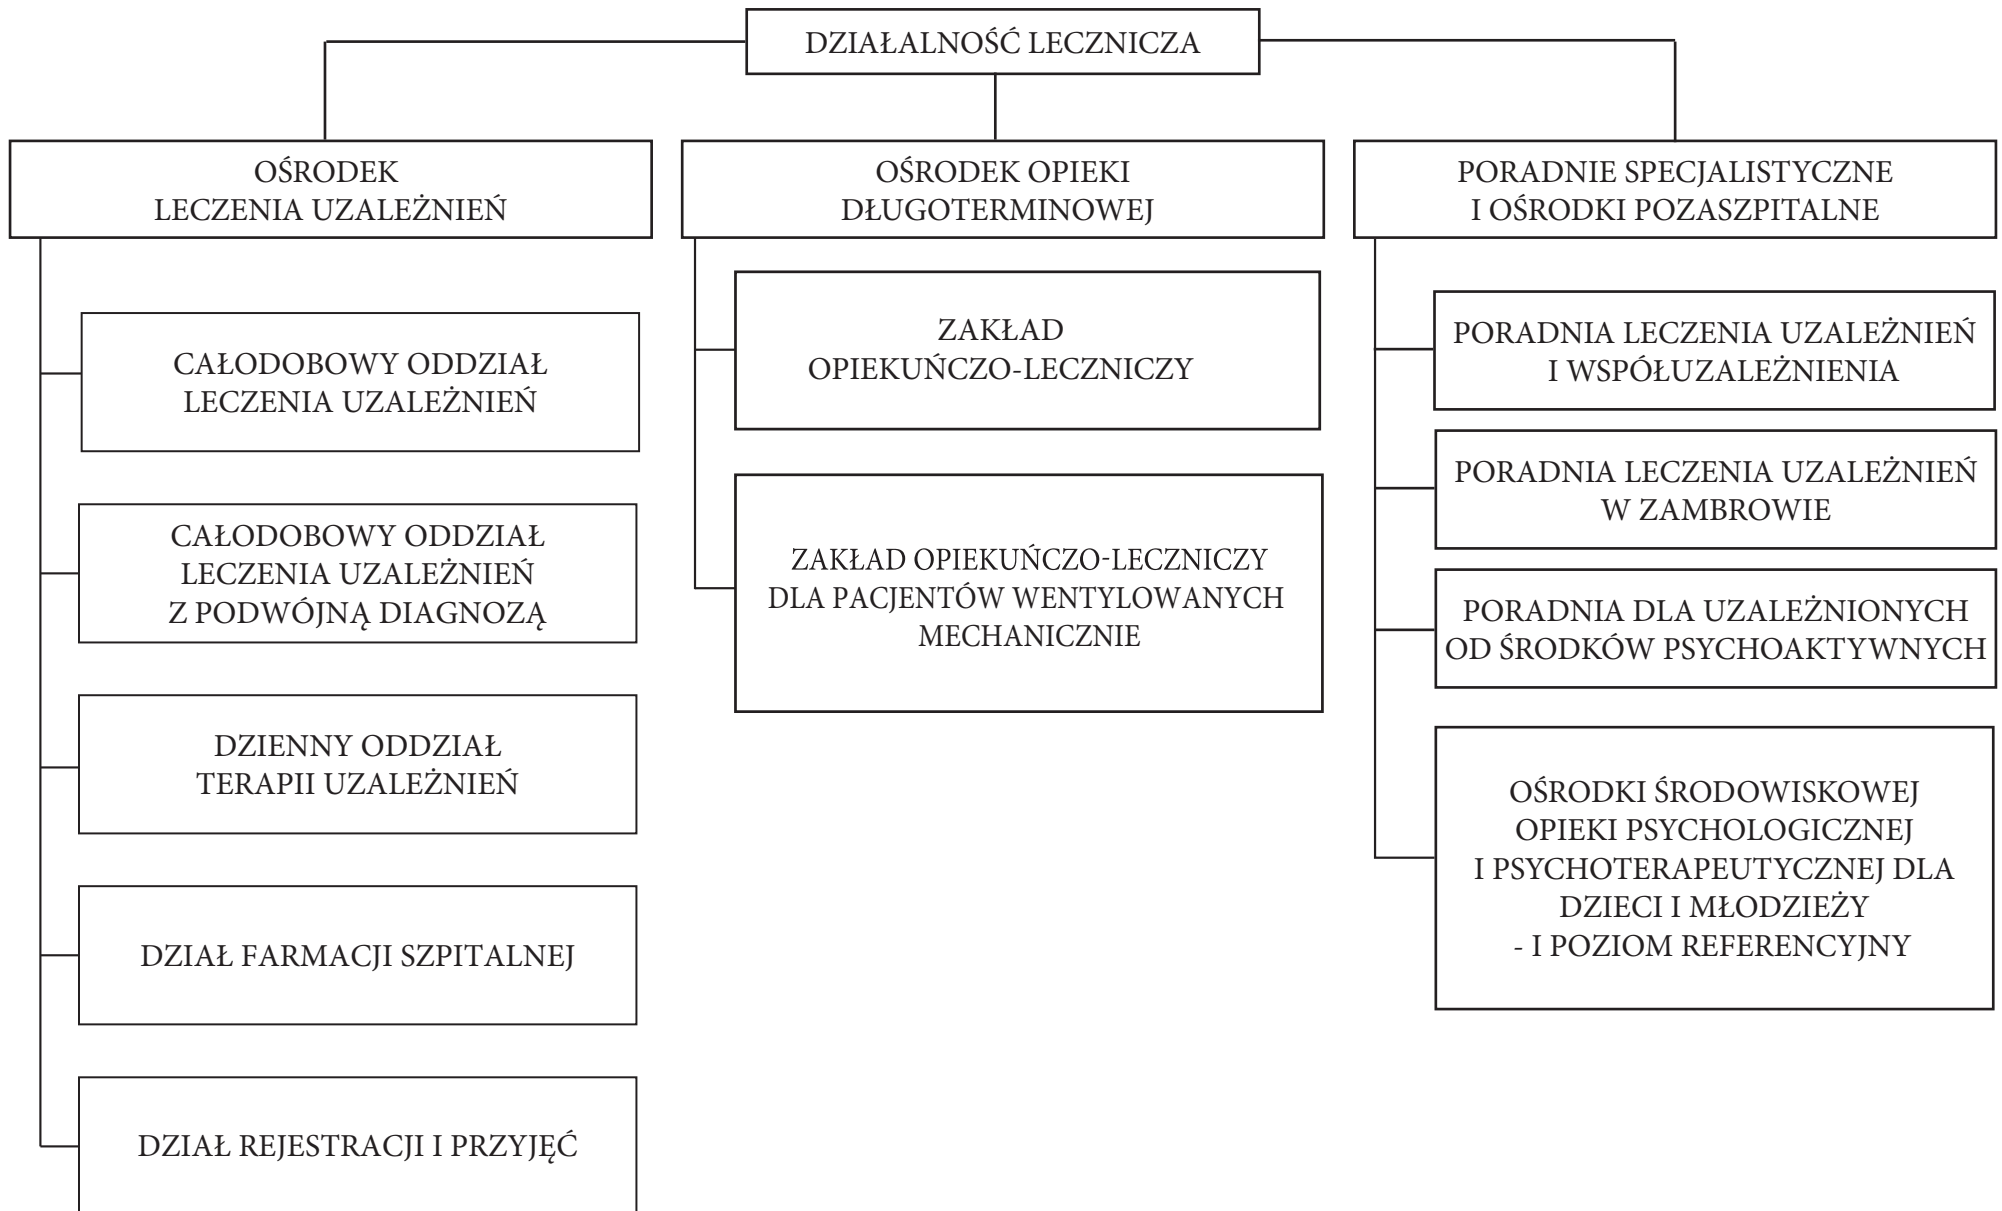 DZIAŁALNOŚĆ LECZNICZA
OŚRODEK
LECZENIA UZALEŻNIEŃ
CAŁODOBOWY ODDZIAŁ
LECZENIA UZALEŻNIEŃ
CAŁODOBOWY ODDZIAŁ
LECZENIA UZALEŻNIEŃ
Z PODWÓJNĄ DIAGNOZĄ
DZIENNY ODDZIAŁ
TERAPII UZALEŻNIEŃ
DZIAŁ FARMACJI SZPITALNEJ
DZIAŁ REJESTRACJI I PRZYJĘĆ
OŚRODEK OPIEKI
DŁUGOTERMINOWEJ
ZAKŁAD
OPIEKUŃCZO-LECZNICZY
ZAKŁAD OPIEKUŃCZO-LECZNICZY
DLA PACJENTÓW WENTYLOWANYCH
MECHANICZNIE
PORADNIE SPECJALISTYCZNE
I OŚRODKI POZASZPITALNE
PORADNIA LECZENIA UZALEŻNIEŃ
I WSPÓŁUZALEŻNIENIA
PORADNIA LECZENIA UZALEŻNIEŃ
W ZAMBROWIE
PORADNIA DLA UZALEŻNIONYCH
OD ŚRODKÓW PSYCHOAKTYWNYCH
OŚRODKI ŚRODOWISKOWEJ
OPIEKI PSYCHOLOGICZNEJ
I PSYCHOTERAPEUTYCZNEJ DLA
DZIECI I MŁODZIEŻY
- I POZIOM REFERENCYJNY